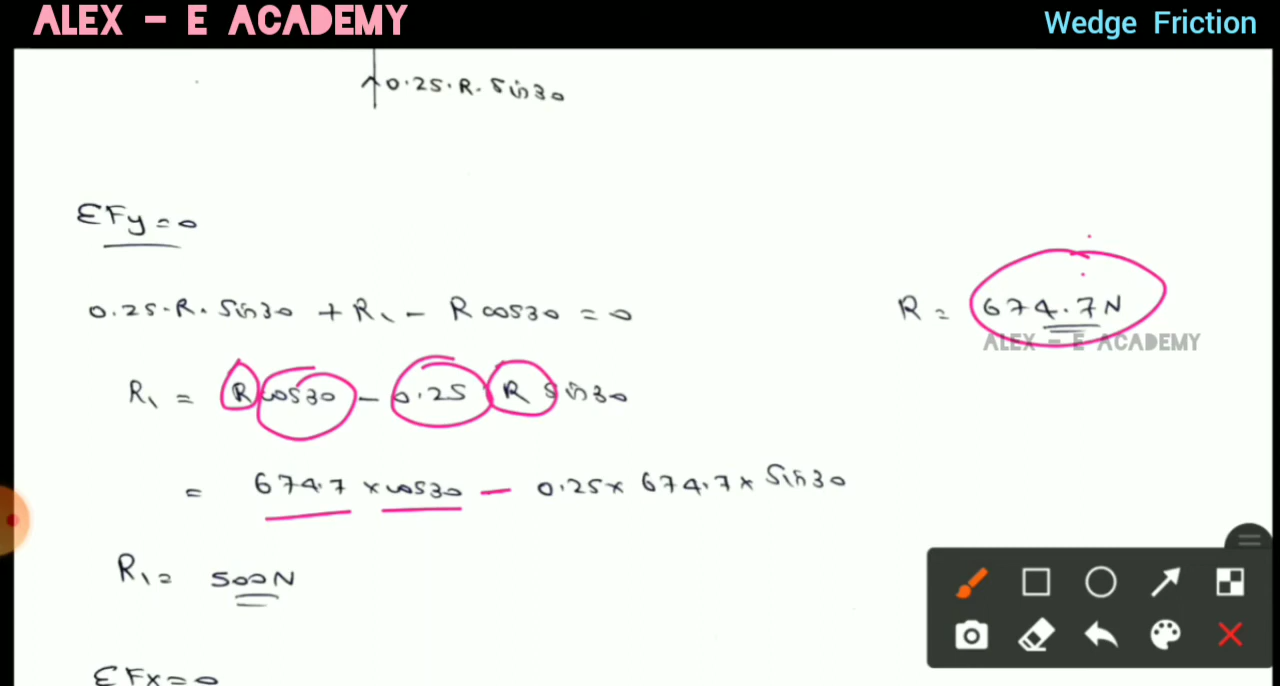 ALEX - E ACADEMY
Wedge Friction
0.25.R.Sin30
ΣFy=0
0.25.R.Sin30 + R₁ - R cos30 = 0
R = 674.7N
ALEX - E ACADEMY
R₁ = R cos30 - 0.25 R sin30
= 674.7 x cos30 - 0.25 x 674.7 x Sin30
R₁ = 500N
ΣFx=0